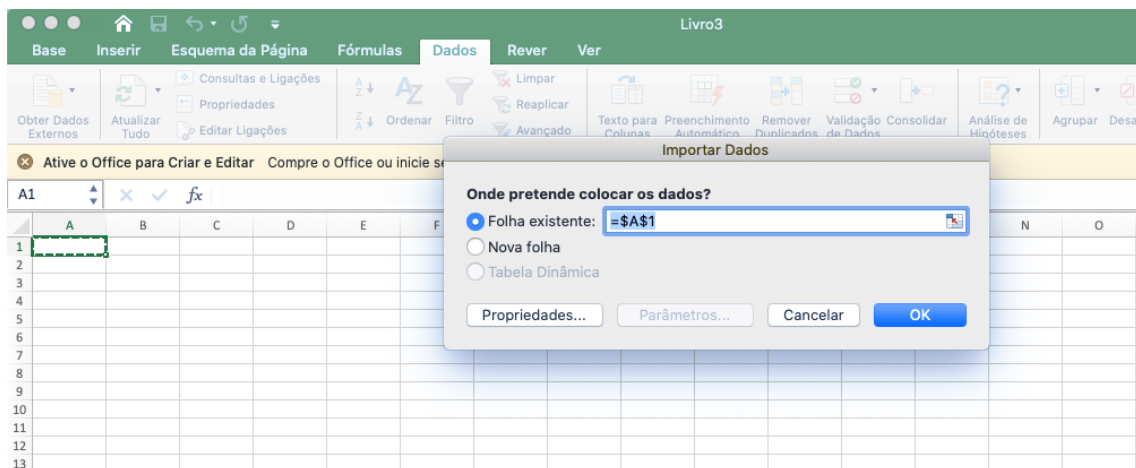 Livro3
Base Inserir Esquema da Página Fórmulas Dados Rever Ver
Obter Dados Externos
Atualizar Tudo
Consultas e Ligações
Propriedades
Editar Ligações
Ordenar
Filtro
Limpar
Reaplicar
Avançado
Texto para Colunas
Preenchimento Automático
Remover Duplicados
Validação de Dados
Consolidar
Análise de Hipóteses
Agrupar
Desa
Ative o Office para Criar e Editar Compre o Office ou inicie se
A1 fx
Importar Dados
Onde pretende colocar os dados?
Folha existente: =$A$1
Nova folha
Tabela Dinâmica
Propriedades... Parâmetros... Cancelar OK
A B C D E F N O
1
2
3
4
5
6
7
8
9
10
11
12
13